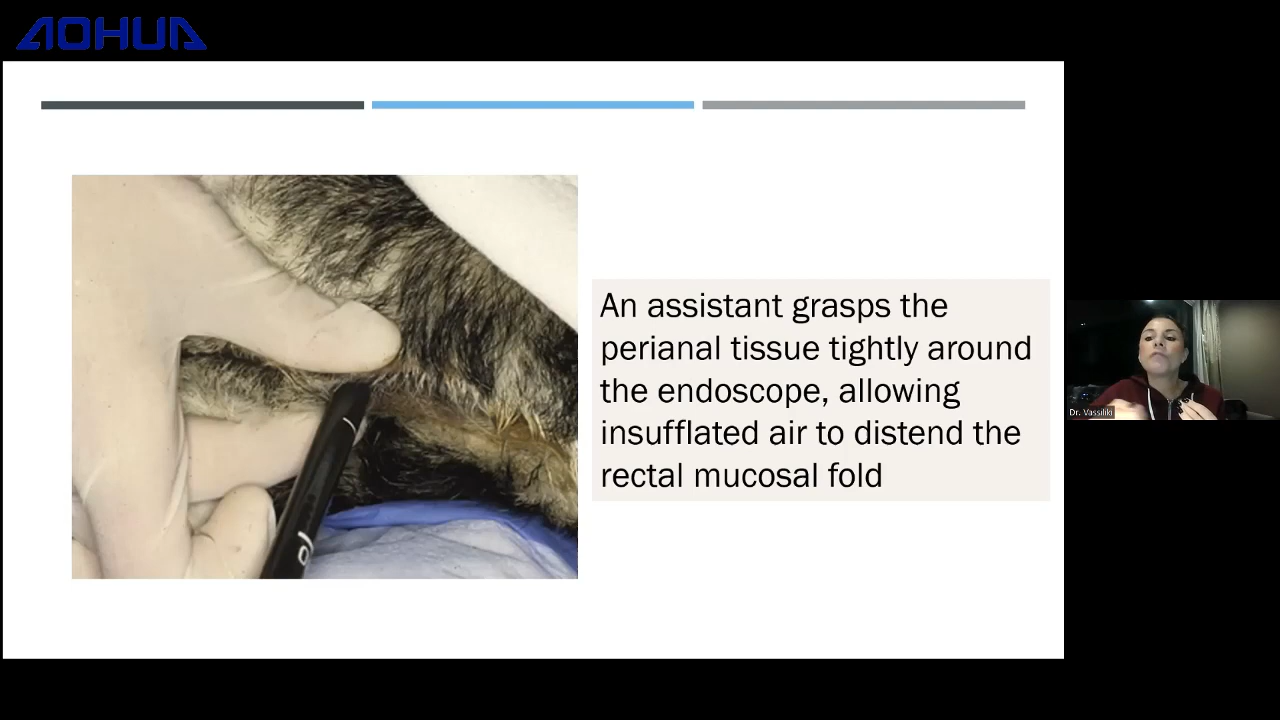 AOHUA
An assistant grasps the
perianal tissue tightly around
the endoscope, allowing
insufflated air to distend the
rectal mucosal fold
Dr. Vassiliki